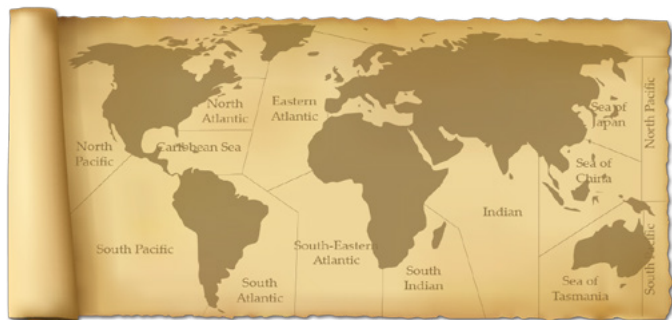 North
Atlantic
Eastern
Atlantic
Sea of
Japan
North Pacific
North
Pacific
Caribbean Sea
Sea of
China
Indian
South Pacific
South-Eastern
Atlantic
South
Atlantic
South
Indian
Sea of
Tasmania
South Pacific